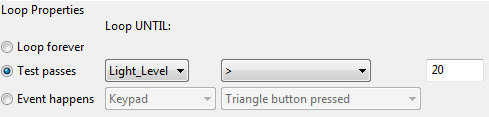 Loop Properties
Loop UNTIL:
Loop forever
Test passes Light_Level > 20
Event happens Keypad Triangle button pressed